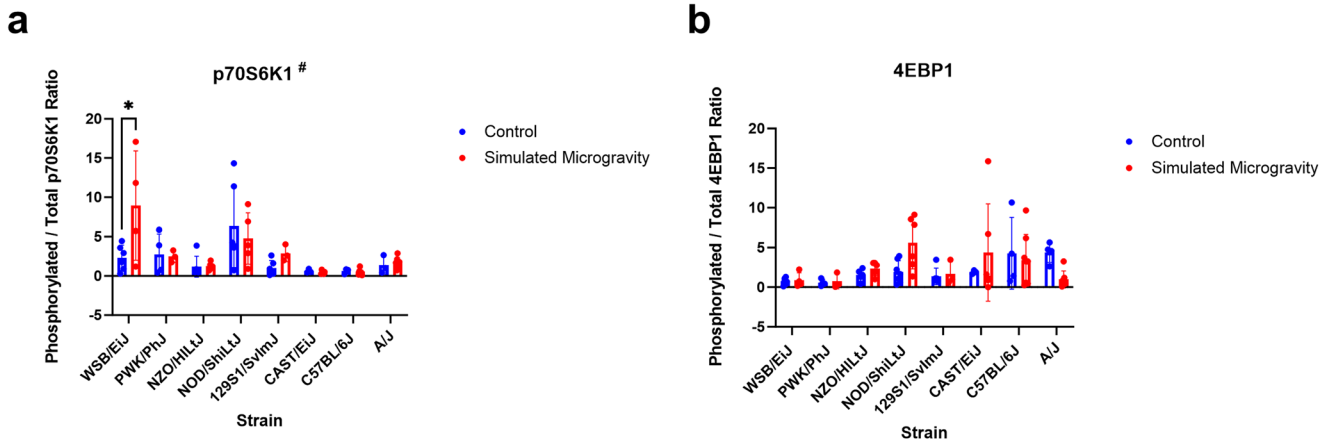 a
p70S6K1 #
Phosphorylated / Total p70S6K1 Ratio
20
15
10
5
0
-5
*
Control
Simulated Microgravity
WSB/EiJ
PWK/PhJ
NZO/HILtJ
NOD/ShiLtJ
129S1/SvImJ
CAST/EiJ
C57BL/6J
A/J
Strain
b
4EBP1
Phosphorylated / Total 4EBP1 Ratio
20
15
10
5
0
-5
Control
Simulated Microgravity
WSB/EiJ
PWK/PhJ
NZO/HILtJ
NOD/ShiLtJ
129S1/SvImJ
CAST/EiJ
C57BL/6J
A/J
Strain